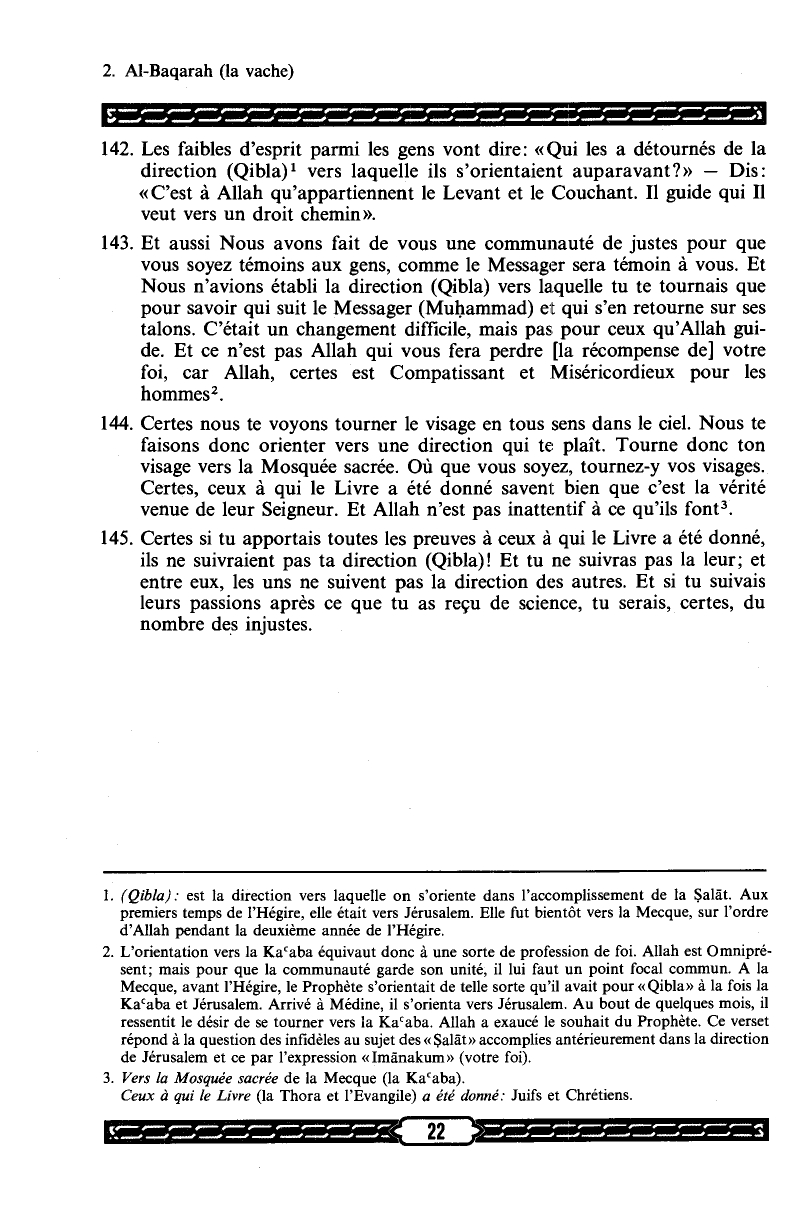 2. Al-Baqarah (la vache)
142. Les faibles d'esprit parmi les gens vont dire: «Qui les a détournés de la
direction (Qibla)¹ vers laquelle ils s'orientaient auparavant?» — Dis:
«C'est à Allah qu'appartiennent le Levant et le Couchant. Il guide qui Il
veut vers un droit chemin».
143. Et aussi Nous avons fait de vous une communauté de justes pour que
vous soyez témoins aux gens, comme le Messager sera témoin à vous. Et
Nous n'avions établi la direction (Qibla) vers laquelle tu te tournais que
pour savoir qui suit le Messager (Muḥammad) et qui s'en retourne sur ses
talons. C'était un changement difficile, mais pas pour ceux qu'Allah gui-
de. Et ce n'est pas Allah qui vous fera perdre [la récompense de] votre
foi, car Allah, certes est Compatissant et Miséricordieux pour les
hommes².
144. Certes nous te voyons tourner le visage en tous sens dans le ciel. Nous te
faisons donc orienter vers une direction qui te plaît. Tourne donc ton
visage vers la Mosquée sacrée. Où que vous soyez, tournez-y vos visages.
Certes, ceux à qui le Livre a été donné savent bien que c'est la vérité
venue de leur Seigneur. Et Allah n'est pas inattentif à ce qu'ils font³.
145. Certes si tu apportais toutes les preuves à ceux à qui le Livre a été donné,
ils ne suivraient pas ta direction (Qibla)! Et tu ne suivras pas la leur; et
entre eux, les uns ne suivent pas la direction des autres. Et si tu suivais
leurs passions après ce que tu as reçu de science, tu serais, certes, du
nombre des injustes.
1. (Qibla): est la direction vers laquelle on s'oriente dans l'accomplissement de la Ṣalāt. Aux
premiers temps de l'Hégire, elle était vers Jérusalem. Elle fut bientôt vers la Mecque, sur l'ordre
d'Allah pendant la deuxième année de l'Hégire.
2. L'orientation vers la Kaʿaba équivaut donc à une sorte de profession de foi. Allah est Omnipré-
sent; mais pour que la communauté garde son unité, il lui faut un point focal commun. A la
Mecque, avant l'Hégire, le Prophète s'orientait de telle sorte qu'il avait pour «Qibla» à la fois la
Kaʿaba et Jérusalem. Arrivé à Médine, il s'orienta vers Jérusalem. Au bout de quelques mois, il
ressentit le désir de se tourner vers la Kaʿaba. Allah a exaucé le souhait du Prophète. Ce verset
répond à la question des infidèles au sujet des «Ṣalāt» accomplies antérieurement dans la direction
de Jérusalem et ce par l'expression «Imānakum» (votre foi).
3. Vers la Mosquée sacrée de la Mecque (la Kaʿaba).
Ceux à qui le Livre (la Thora et l'Evangile) a été donné: Juifs et Chrétiens.
22